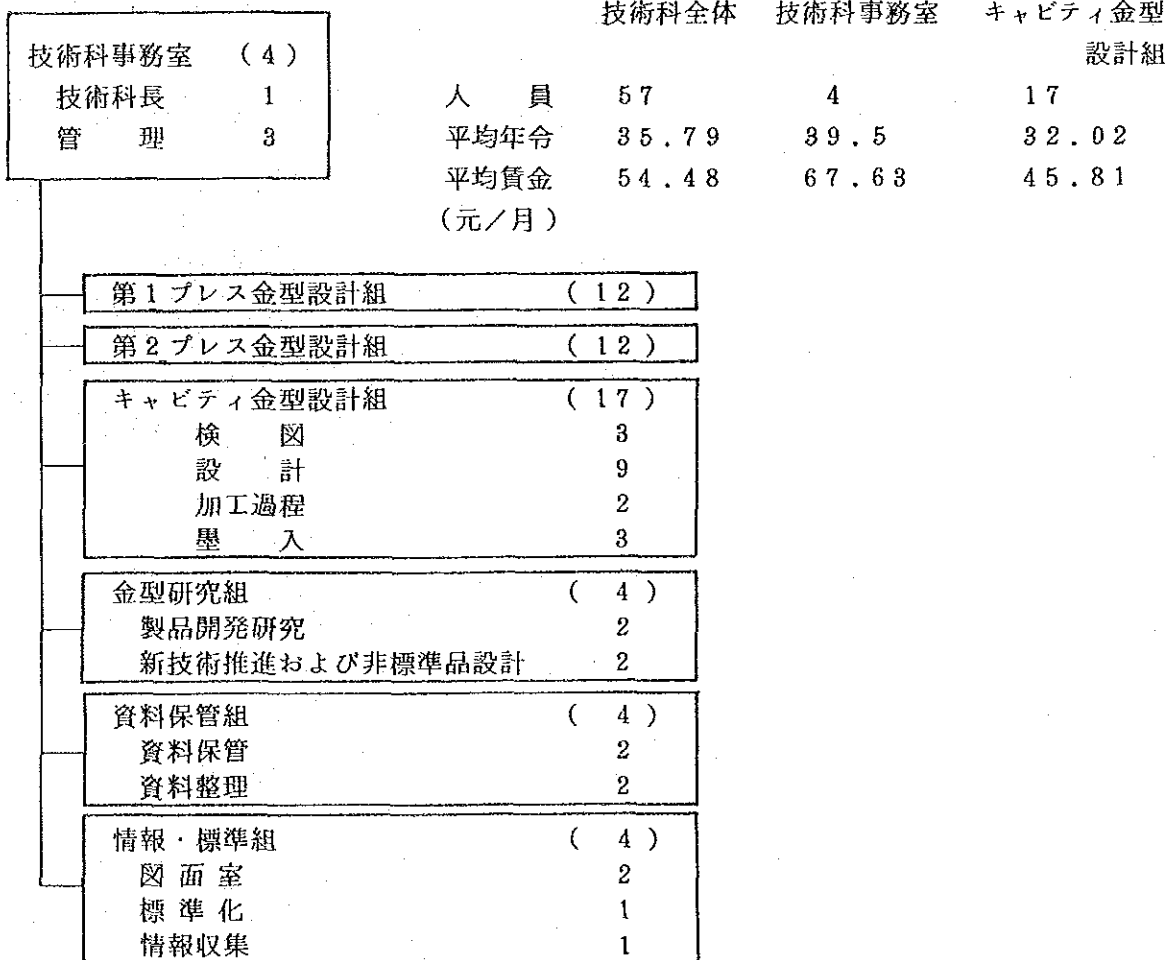 技術科事務室 (4)
技術科長 1
管 理 3
技術科全体 技術科事務室 キャビティ金型設計組
人 員 57 4 17
平均年令 35.79 39.5 32.02
平均賃金 54.48 67.63 45.81
(元/月)
第1プレス金型設計組 (12)
第2プレス金型設計組 (12)
キャビティ金型設計組 (17)
検 図 3
設 計 9
加工過程 2
墨 入 3
金型研究組 ( 4 )
製品開発研究 2
新技術推進および非標準品設計 2
資料保管組 ( 4 )
資料保管 2
資料整理 2
情報・標準組 ( 4 )
図 面 室 2
標 準 化 1
情報収集 1